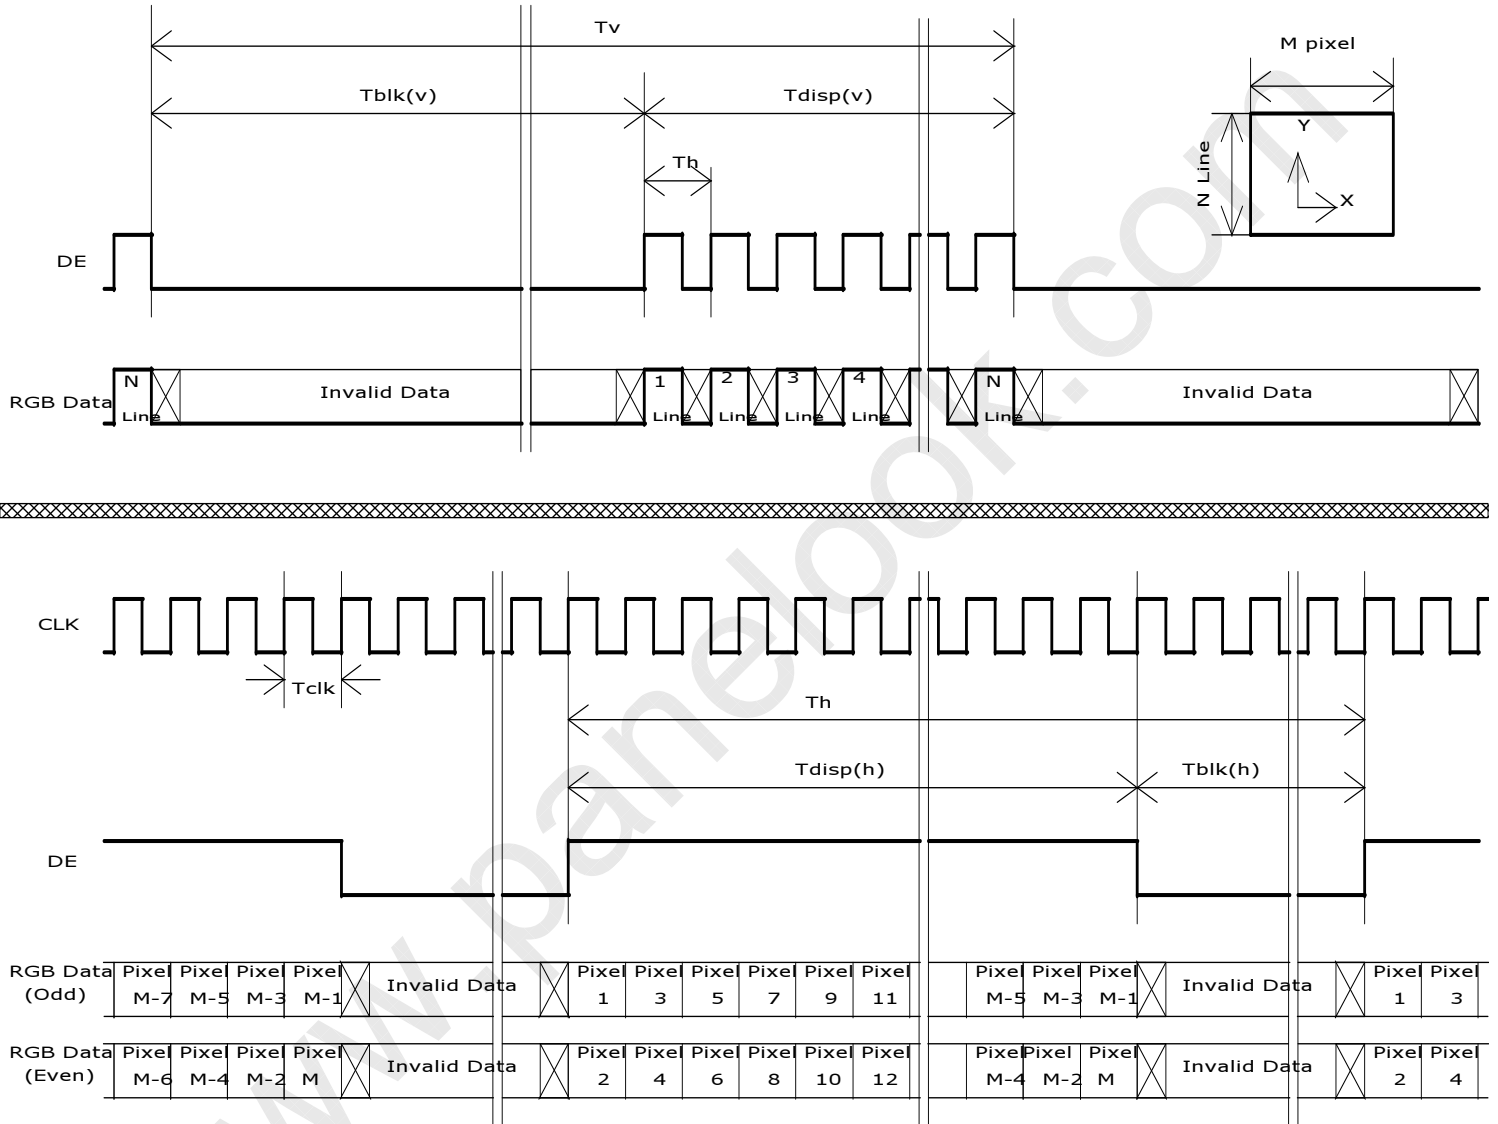 Tv
M pixel
Tblk(v) Tdisp(v)
Y
Th
N Line
X
DE
N Invalid Data 1 2 3 4 N Invalid Data
RGB Data
Line Line Line Line Line Line
CLK
Tclk
Th
Tdisp(h) Tblk(h)
DE
RGB Data Pixel Pixel Pixel Pixel Invalid Data Pixel Pixel Pixel Pixel Pixel Pixel Pixel Pixel Pixel Invalid Data Pixel Pixel
(Odd) M-7 M-5 M-3 M-1 1 3 5 7 9 11 M-5 M-3 M-1 1 3
RGB Data Pixel Pixel Pixel Pixel Invalid Data Pixel Pixel Pixel Pixel Pixel Pixel Pixel Pixel Pixel Invalid Data Pixel Pixel
(Even) M-6 M-4 M-2 M 2 4 6 8 10 12 M-4 M-2 M 2 4
www.panelook.com